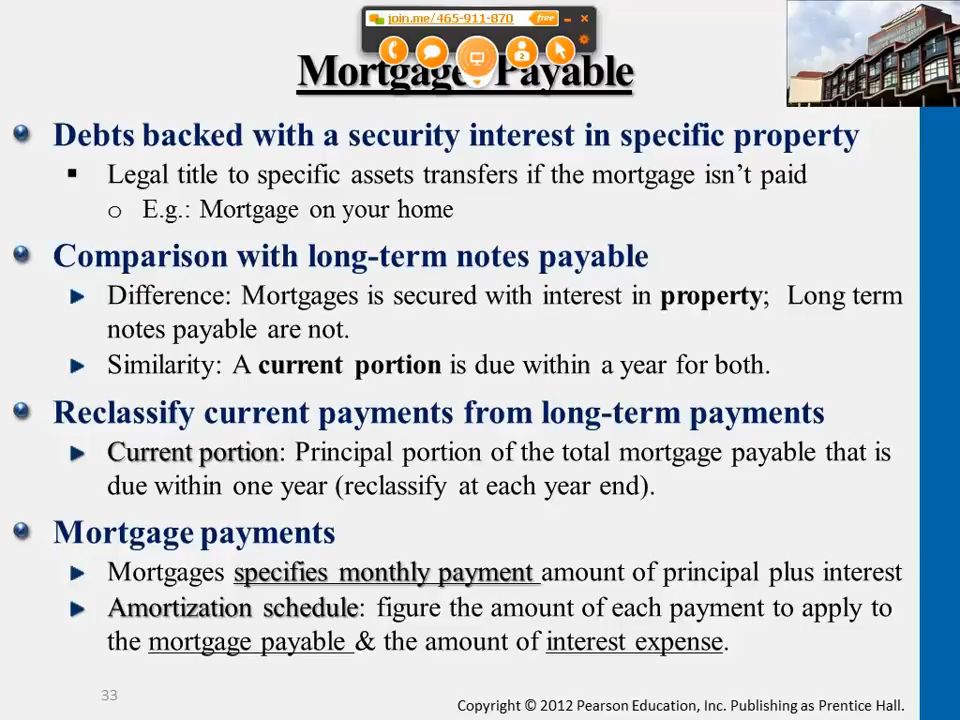 join.me/465-911-870 free
2
Mortgages Payable
Debts backed with a security interest in specific property
Legal title to specific assets transfers if the mortgage isn’t paid
o E.g.: Mortgage on your home
Comparison with long-term notes payable
Difference: Mortgages is secured with interest in property; Long term
notes payable are not.
Similarity: A current portion is due within a year for both.
Reclassify current payments from long-term payments
Current portion: Principal portion of the total mortgage payable that is
due within one year (reclassify at each year end).
Mortgage payments
Mortgages specifies monthly payment amount of principal plus interest
Amortization schedule: figure the amount of each payment to apply to
the mortgage payable & the amount of interest expense.
33
Copyright © 2012 Pearson Education, Inc. Publishing as Prentice Hall.